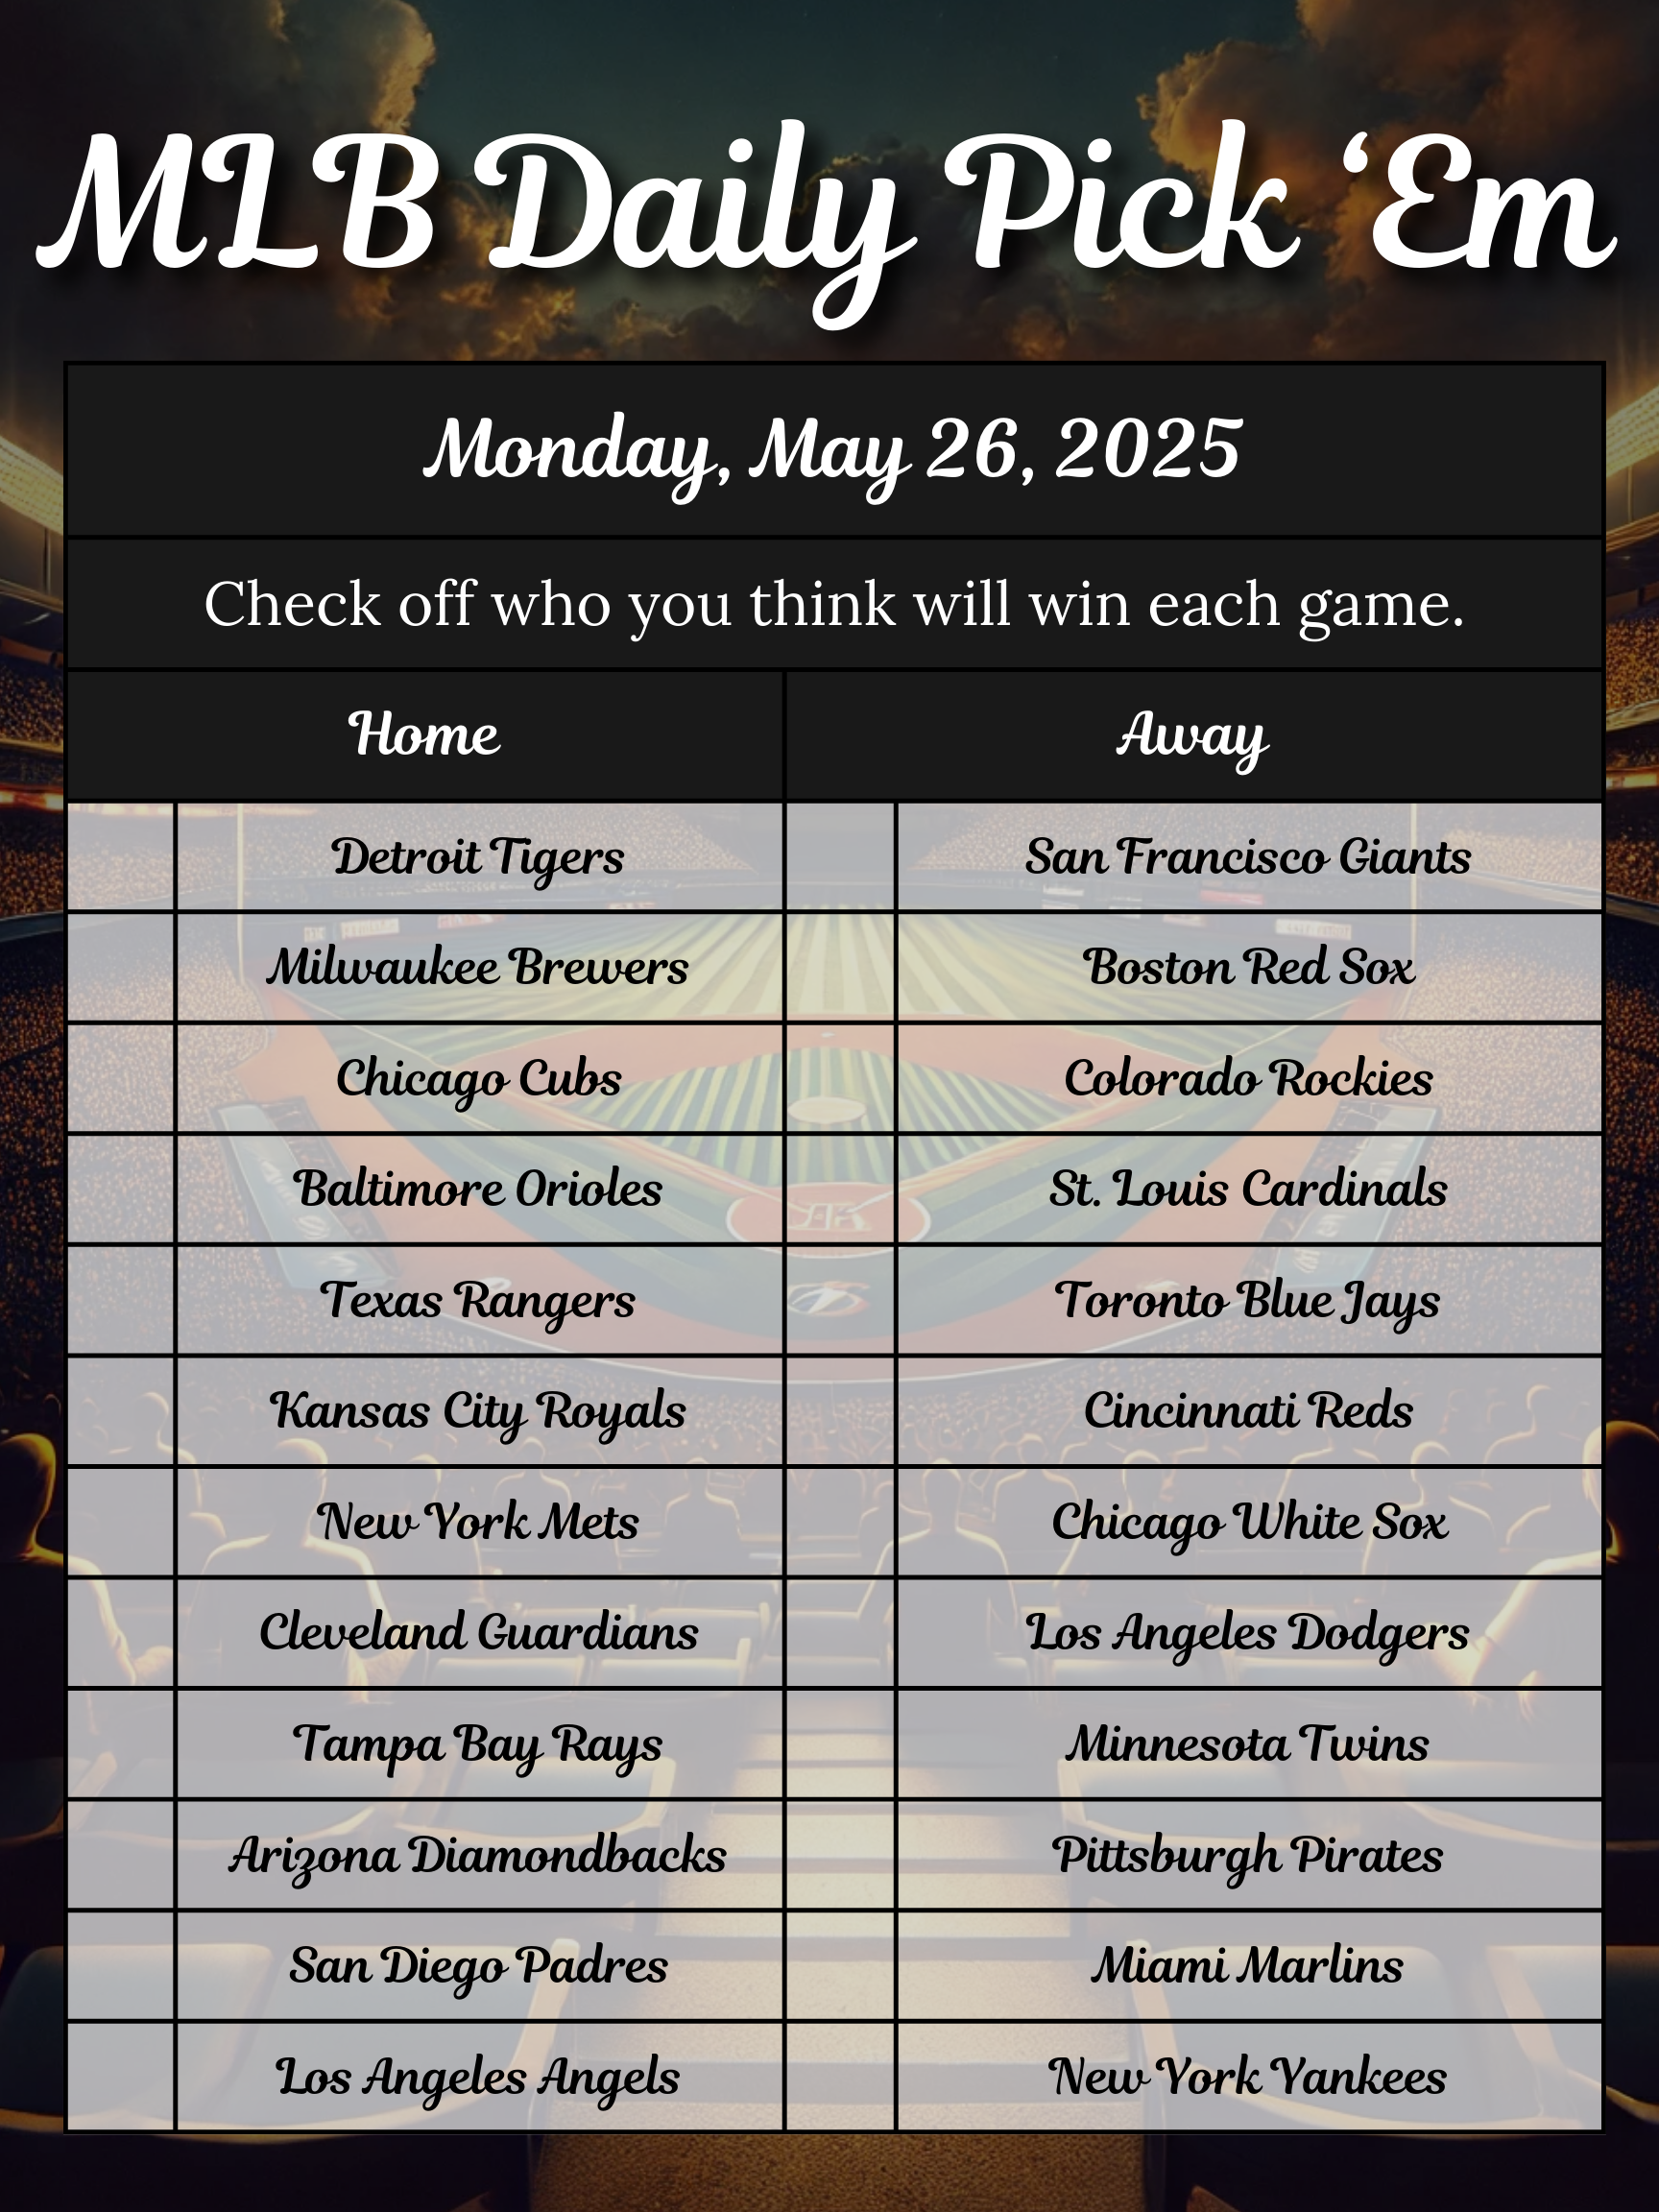 MLB Daily Pick ‘Em
Monday, May 26, 2025
Check off who you think will win each game.
Home Away
Detroit Tigers San Francisco Giants
Milwaukee Brewers Boston Red Sox
Chicago Cubs Colorado Rockies
Baltimore Orioles St. Louis Cardinals
Texas Rangers Toronto Blue Jays
Kansas City Royals Cincinnati Reds
New York Mets Chicago White Sox
Cleveland Guardians Los Angeles Dodgers
Tampa Bay Rays Minnesota Twins
Arizona Diamondbacks Pittsburgh Pirates
San Diego Padres Miami Marlins
Los Angeles Angels New York Yankees